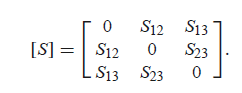 [S] = [ 0 S12 S13
S12 0 S23
S13 S23 0 ].